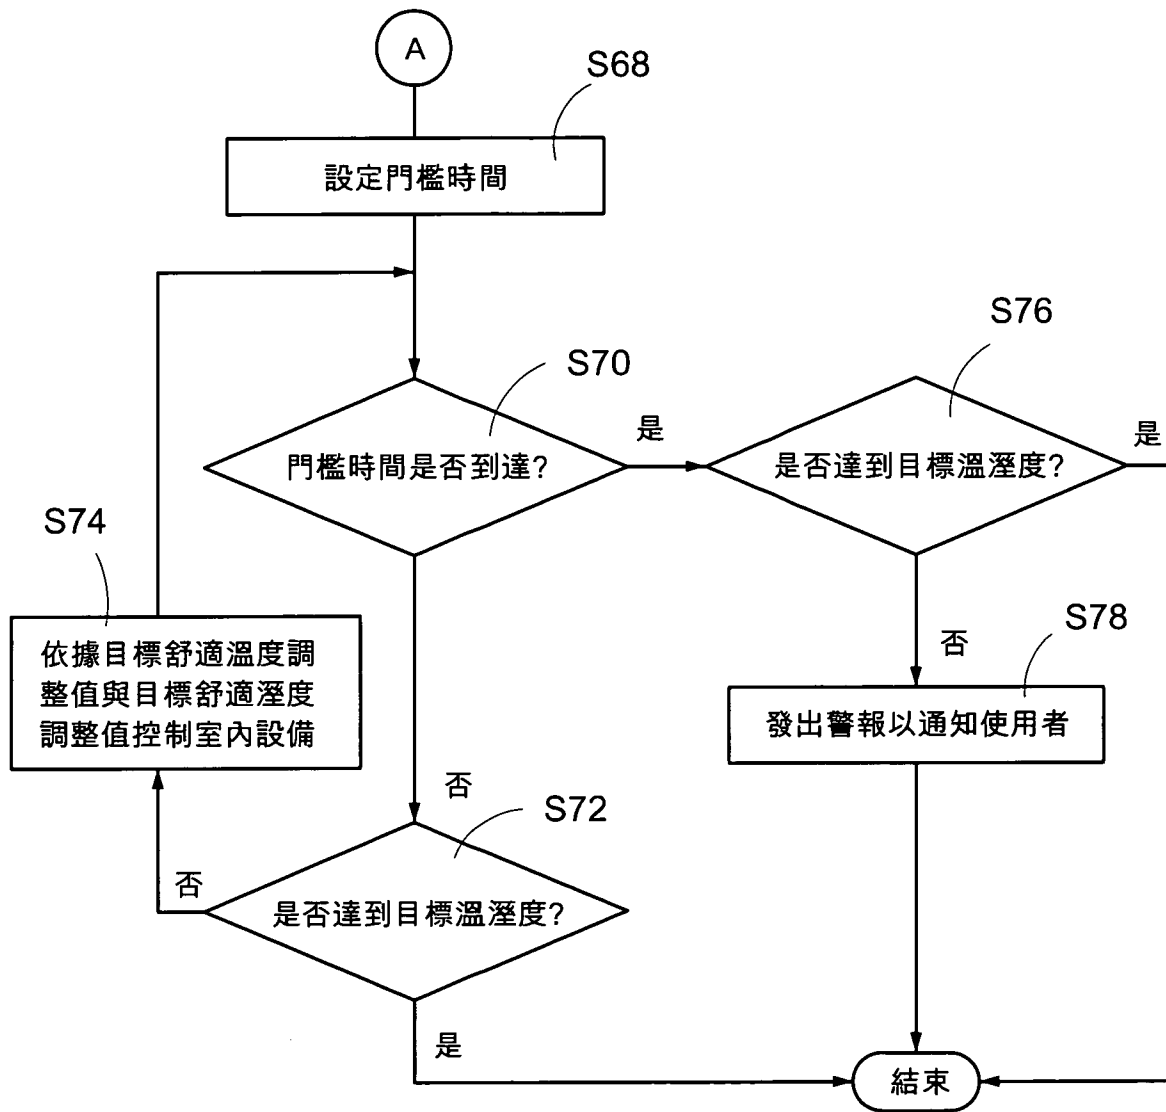 A
S68
設定門檻時間
S76
S70
是
是
門檻時間是否到達?
是否達到目標溫溼度?
S74
S78
否
依據目標舒適溫度調
整值與目標舒適溼度
調整值控制室內設備
發出警報以通知使用者
否
S72
否
是否達到目標溫溼度?
是
結束